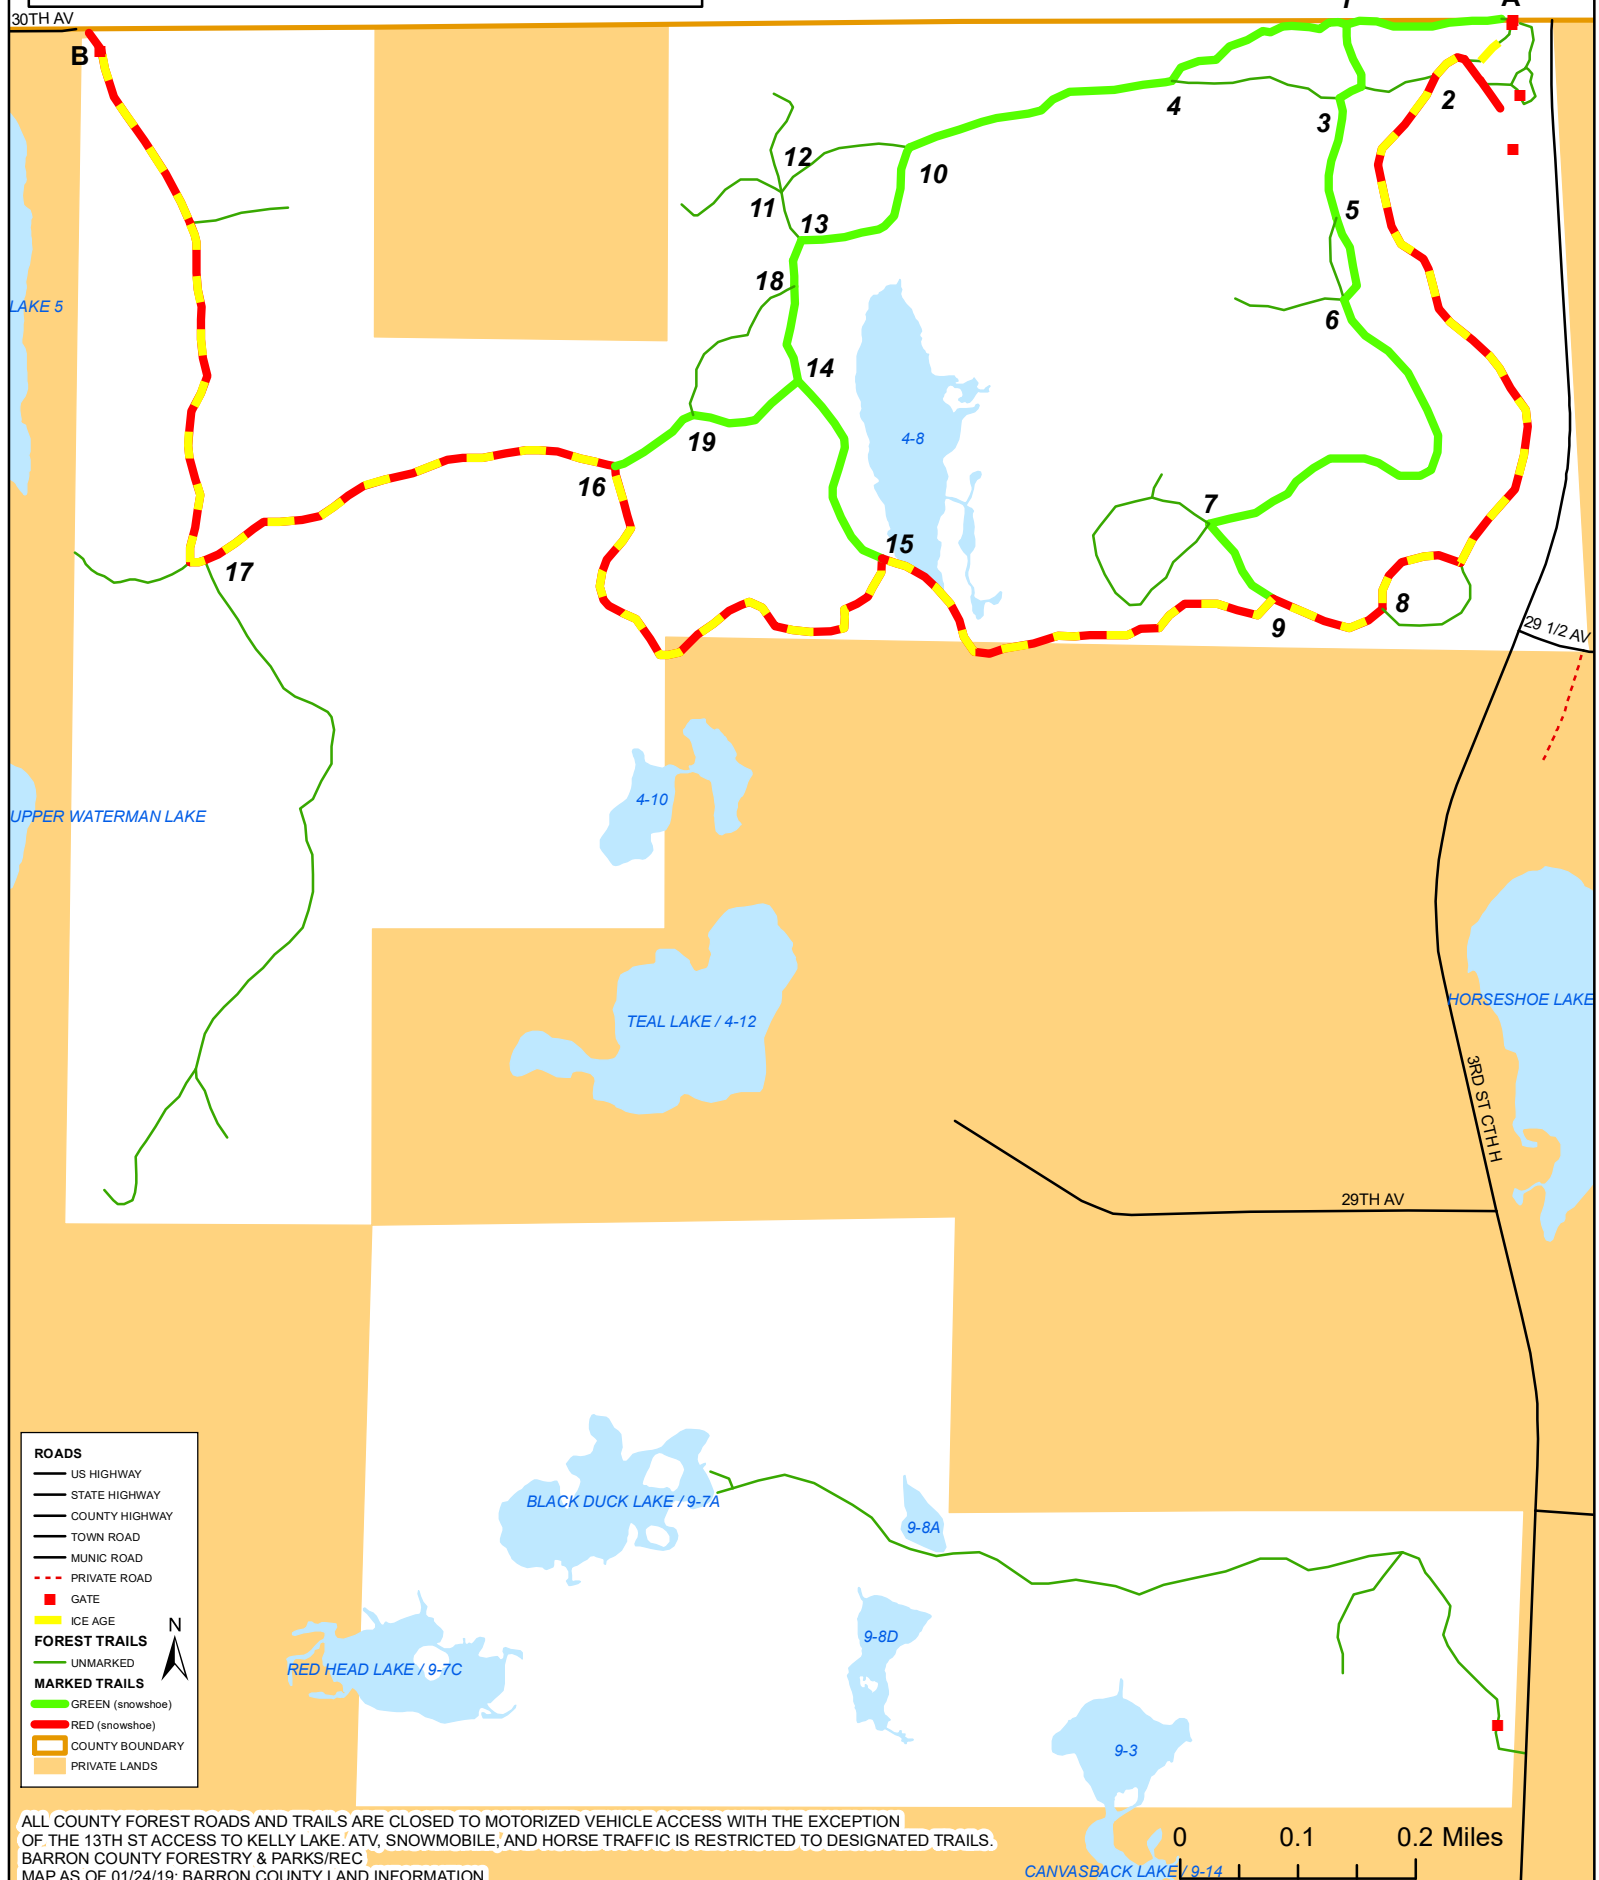 30TH AV
A
1
B
2
4
3
12
10
11
5
13
18
LAKE 5
6
14
4-8
19
16
7
15
17
8
9
29 1/2 AV
4-10
UPPER WATERMAN LAKE
HORSESHOE LAKE
TEAL LAKE / 4-12
3RD ST CTH H
29TH AV
BLACK DUCK LAKE / 9-7A
9-8A
9-8D
RED HEAD LAKE / 9-7C
9-3
ROADS
US HIGHWAY
STATE HIGHWAY
COUNTY HIGHWAY
TOWN ROAD
MUNIC ROAD
PRIVATE ROAD
GATE
ICE AGE
N
FOREST TRAILS
UNMARKED
MARKED TRAILS
GREEN (snowshoe)
RED (snowshoe)
COUNTY BOUNDARY
PRIVATE LANDS
ALL COUNTY FOREST ROADS AND TRAILS ARE CLOSED TO MOTORIZED VEHICLE ACCESS WITH THE EXCEPTION
OF THE 13TH ST ACCESS TO KELLY LAKE. ATV, SNOWMOBILE, AND HORSE TRAFFIC IS RESTRICTED TO DESIGNATED TRAILS.
BARRON COUNTY FORESTRY & PARKS/REC
MAP AS OF 01/24/19; BARRON COUNTY LAND INFORMATION
0 0.1 0.2 Miles
CANVASBACK LAKE / 9-14